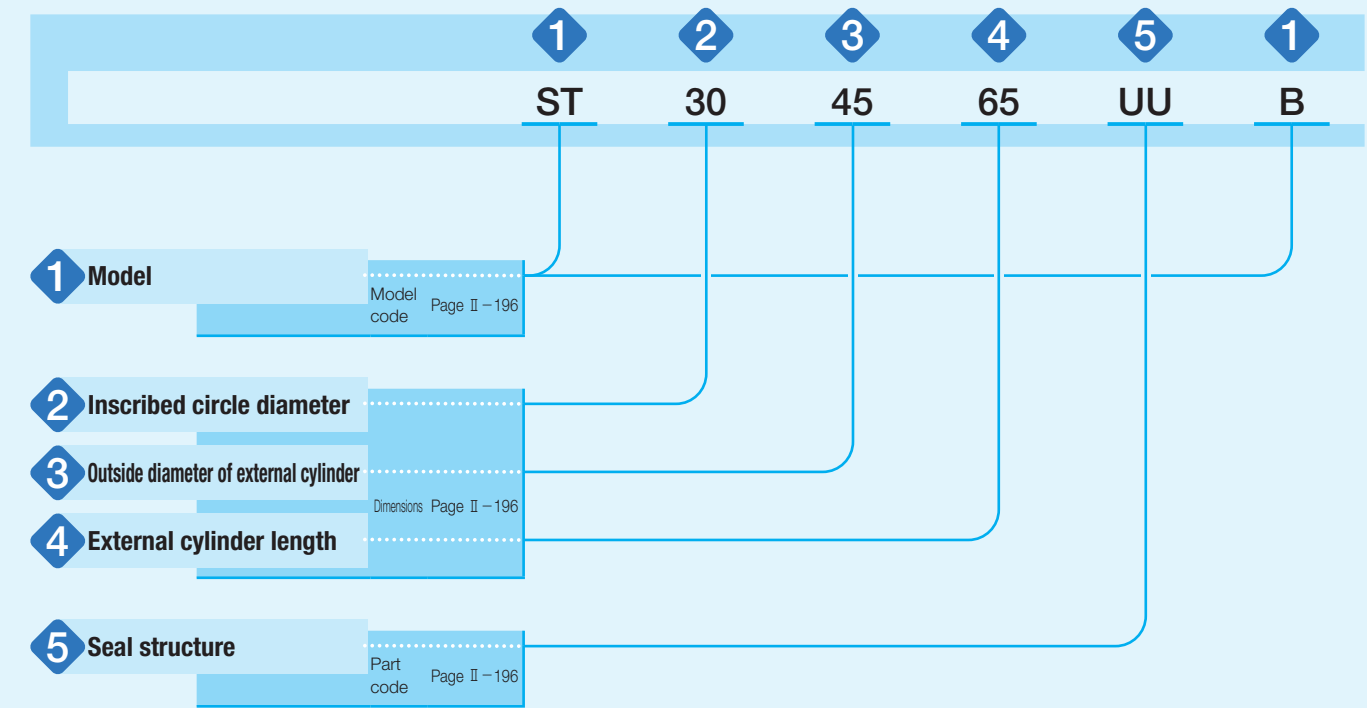 1 2 3 4 5 1
ST 30 45 65 UU B
1 Model
Model
code Page Ⅱ－196
2 Inscribed circle diameter
3 Outside diameter of external cylinder
Dimensions Page Ⅱ－196
4 External cylinder length
5 Seal structure
Part
code Page Ⅱ－196